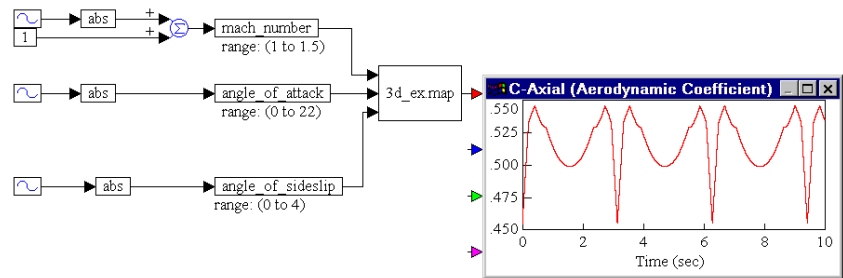 abs
+
1
+
Σ
mach_number
range: (1 to 1.5)
abs
angle_of_attack
range: (0 to 22)
abs
angle_of_sideslip
range: (0 to 4)
3d_ex.map
C-Axial (Aerodynamic Coefficient)
.550
.525
.500
.475
.450
0 2 4 6 8 10
Time (sec)